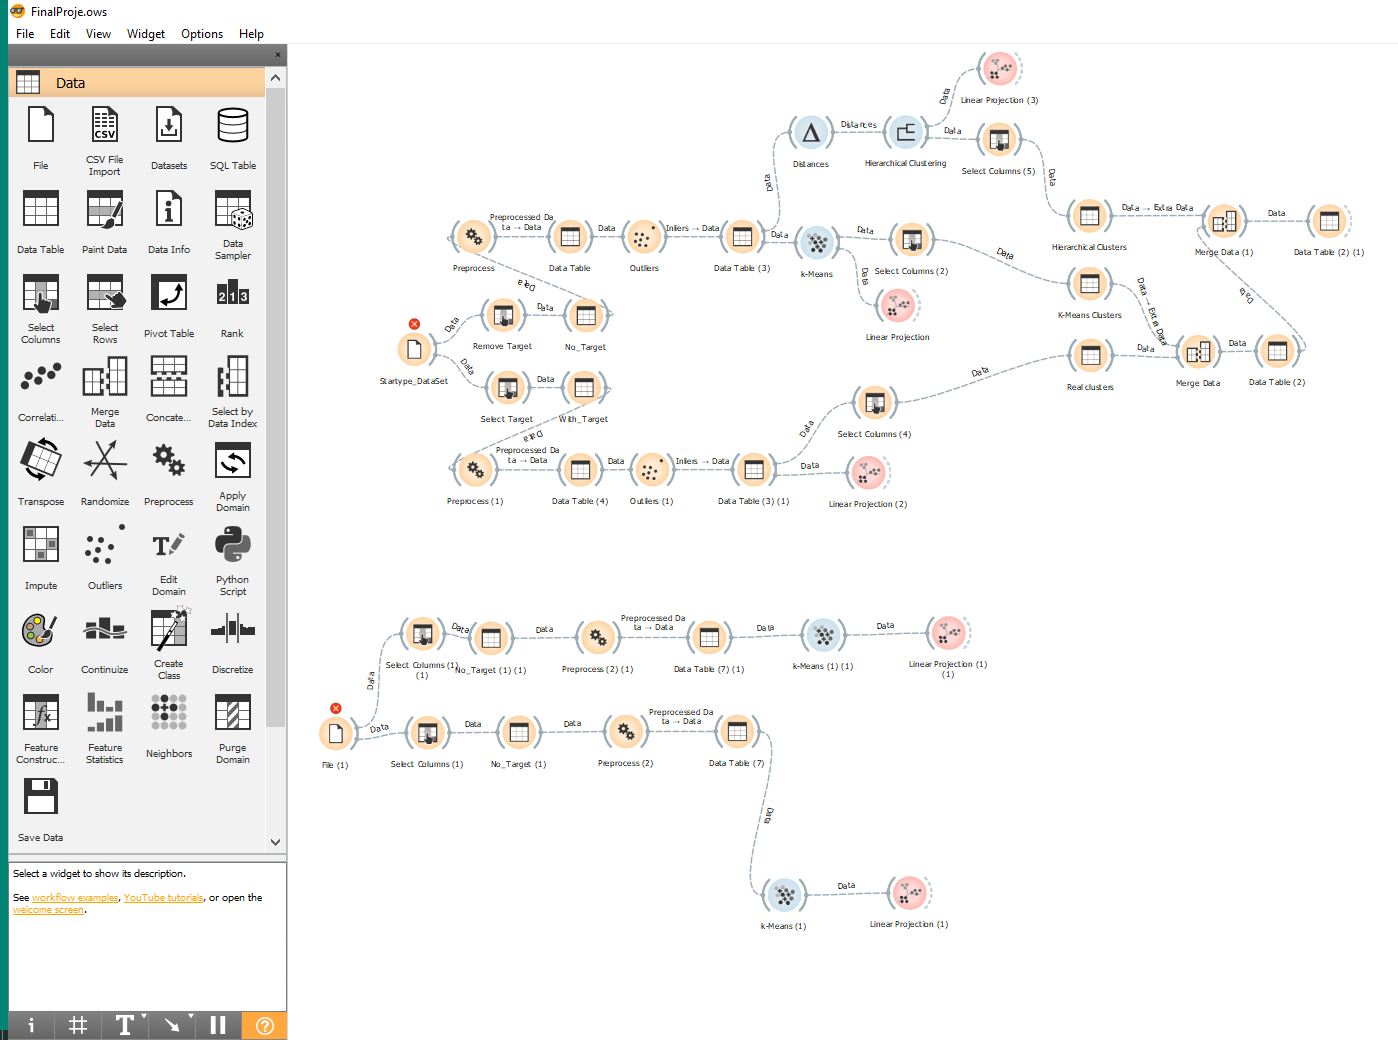 FinalProje.ows
File Edit View Widget Options Help
Data
File
CSV File Import
Datasets
SQL Table
Data Table
Paint Data
Data Info
Data Sampler
Select Columns
Select Rows
Pivot Table
Rank
Correlati...
Merge Data
Concate...
Select by Data Index
Transpose
Randomize
Preprocess
Apply Domain
Impute
Outliers
Edit Domain
Python Script
Color
Continuize
Create Class
Discretize
Feature Construc...
Feature Statistics
Neighbors
Purge Domain
Save Data
Select a widget to show its description.
See workflow examples, YouTube tutorials, or open the
welcome screen.
Linear Projection (3)
Data
Distances
Distances
Hierarchical Clustering
Data
Select Columns (5)
Data
Data
Hierarchical Clusters
Data → Extra Data
Merge Data (1)
Data
Data Table (2) (1)
Preprocess
Preprocessed Da
ta → Data
Data Table
Data
Outliers
Inliers → Data
Data Table (3)
Data
k-Means
Data
Select Columns (2)
Data
Data
Linear Projection
K-Means Clusters
Data → Extra Data
Data
Data
Startype_DataSet
Data
Remove Target
Data
No_Target
Data
Select Target
Data
With_Target
Data
Real clusters
Data
Merge Data
Data
Data Table (2)
Preprocess (1)
Preprocessed Da
ta → Data
Data Table (4)
Data
Outliers (1)
Inliers → Data
Data Table (3) (1)
Data
Select Columns (4)
Data
Data
Linear Projection (2)
File (1)
Data
Select Columns (1)
(1)
Data
No_Target (1) (1)
Data
Preprocess (2) (1)
Preprocessed Da
ta → Data
Data Table (7) (1)
Data
k-Means (1) (1)
Data
Linear Projection (1)
(1)
Data
Select Columns (1)
Data
No_Target (1)
Data
Preprocess (2)
Preprocessed Da
ta → Data
Data Table (7)
Data
k-Means (1)
Data
Linear Projection (1)